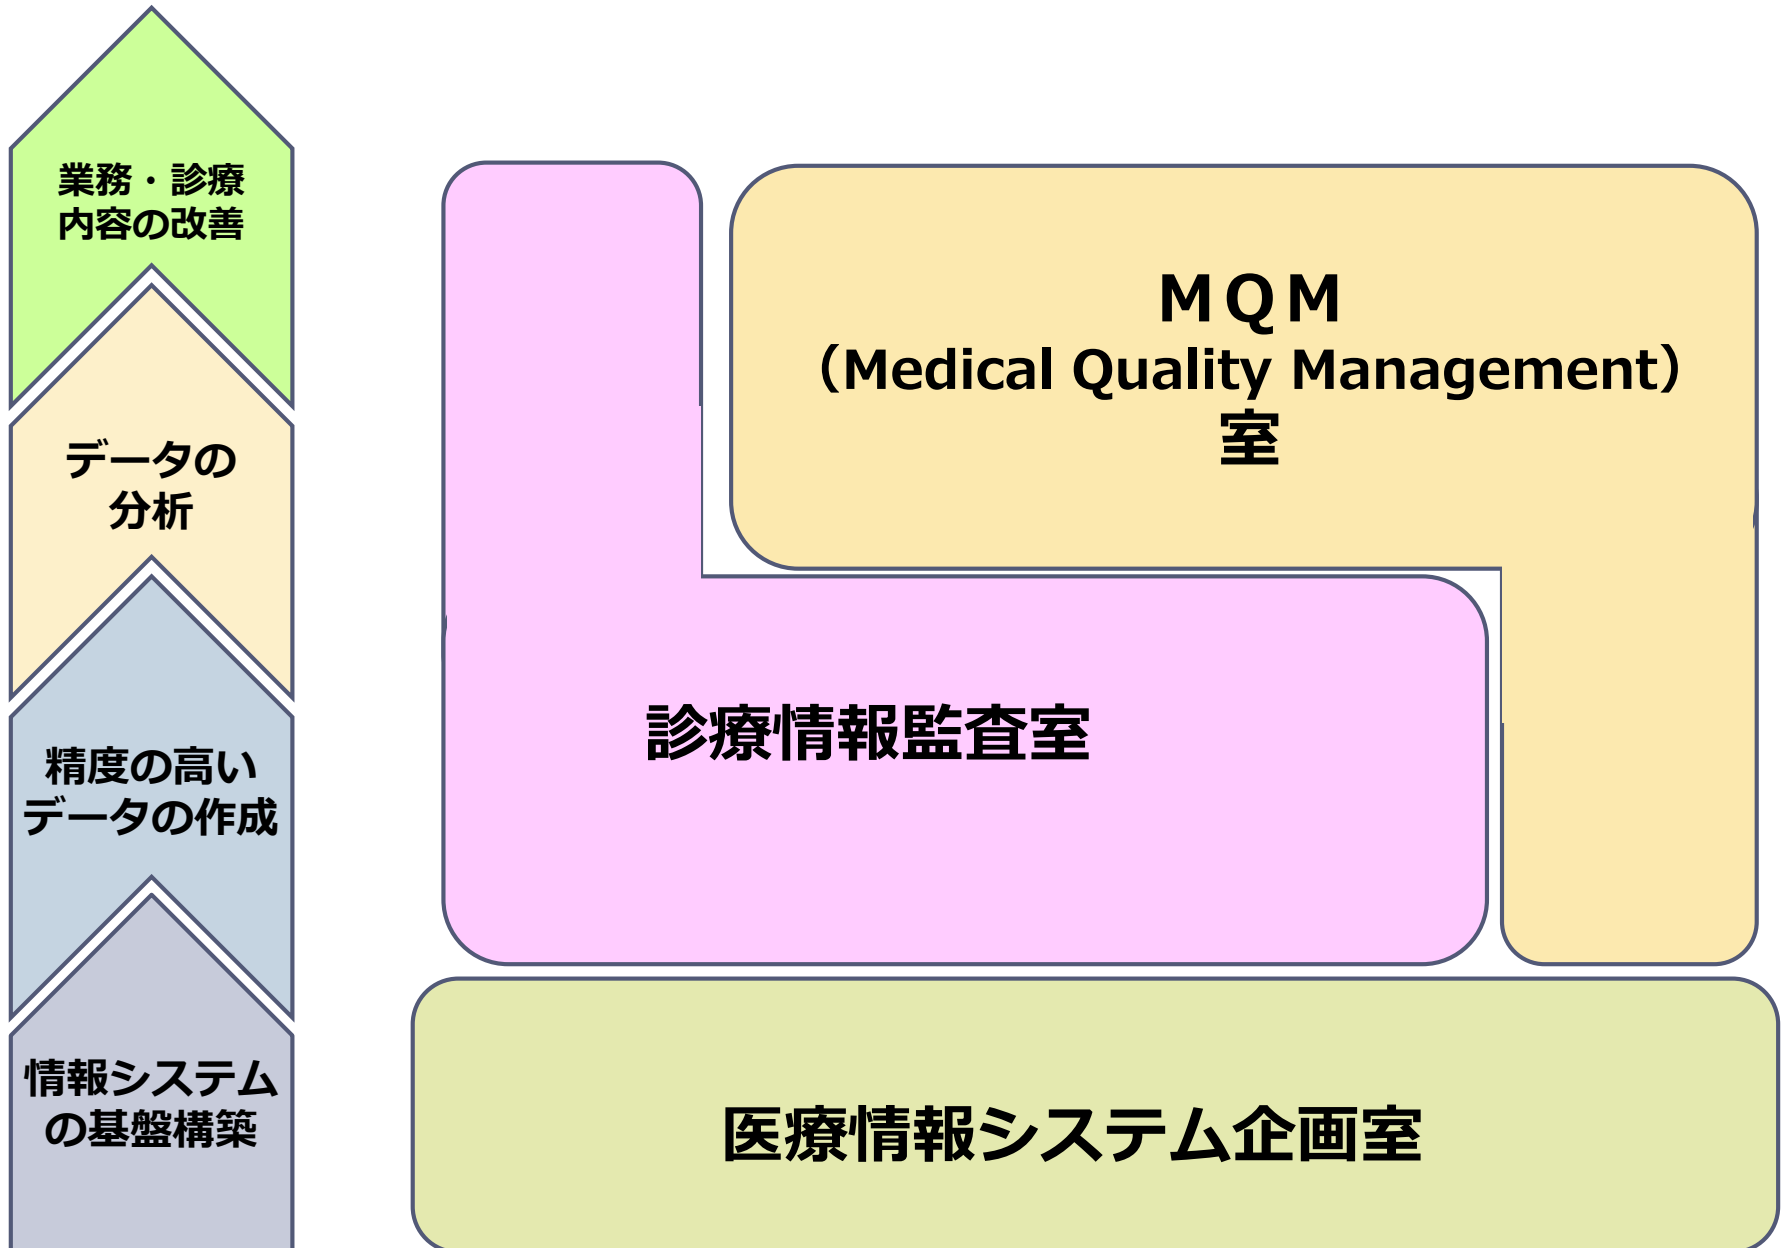 業務・診療
内容の改善
データの
分析
精度の高い
データの作成
情報システム
の基盤構築
ＭＱＭ
（Medical Quality Management）
室
診療情報監査室
医療情報システム企画室